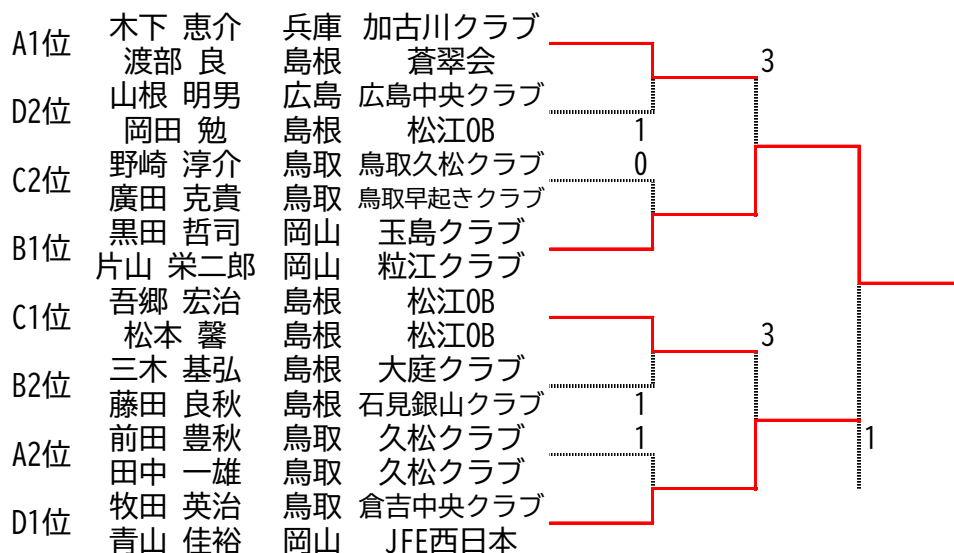 木下 恵介 兵庫 加古川クラブ
A1位
渡部 良 島根 蒼翠会
3
山根 明男 広島 広島中央クラブ
D2位
岡田 勉 島根 松江OB 1
野崎 淳介 鳥取 鳥取久松クラブ 0
C2位
廣田 克貴 鳥取 鳥取早起きクラブ
黒田 哲司 岡山 玉島クラブ
B1位
片山 栄二郎 岡山 粒江クラブ
吾郷 宏治 島根 松江OB
C1位
松本 馨 島根 松江OB 3
三木 基弘 島根 大庭クラブ
B2位
藤田 良秋 島根 石見銀山クラブ 1
前田 豊秋 鳥取 久松クラブ 1 1
A2位
田中 一雄 鳥取 久松クラブ
牧田 英治 鳥取 倉吉中央クラブ
D1位
青山 佳裕 岡山 JFE西日本